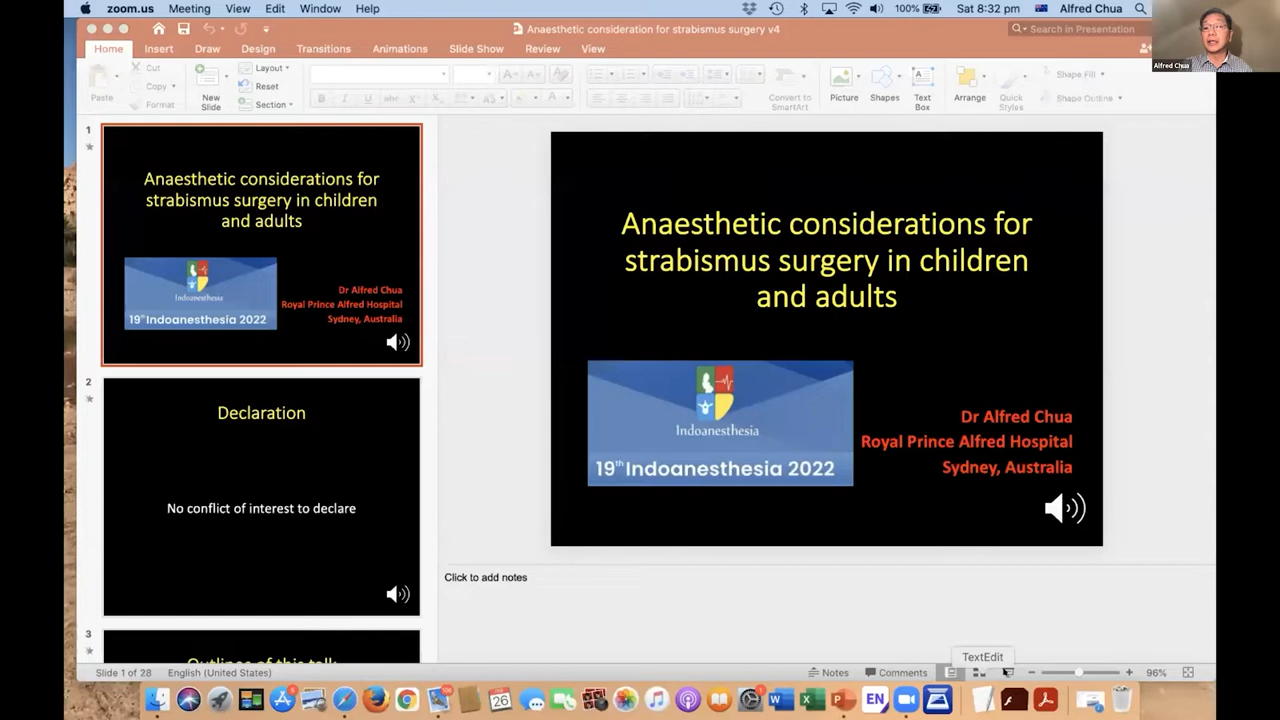 zoom.us Meeting View Edit Window Help 100% Sat 8:32 pm Alfred Chua
Anaesthetic consideration for strabismus surgery v4
Search in Presentation
Alfred Chua
Home Insert Draw Design Transitions Animations Slide Show Review View
Paste
Cut
Copy
Format
New
Slide
Layout
Reset
Section
Convert to
SmartArt
Picture
Shapes
Text
Box
Arrange
Quick
Styles
Shape Fill
Shape Outline
1
Anaesthetic considerations for
strabismus surgery in children
and adults
Indoanesthesia
19th Indoanesthesia 2022
Dr Alfred Chua
Royal Prince Alfred Hospital
Sydney, Australia
2
Declaration
No conflict of interest to declare
3
Outlines of this talk
Anaesthetic considerations for
strabismus surgery in children
and adults
Indoanesthesia
19th Indoanesthesia 2022
Dr Alfred Chua
Royal Prince Alfred Hospital
Sydney, Australia
Click to add notes
TextEdit
Slide 1 of 28 English (United States) Notes Comments 96%
26
EN